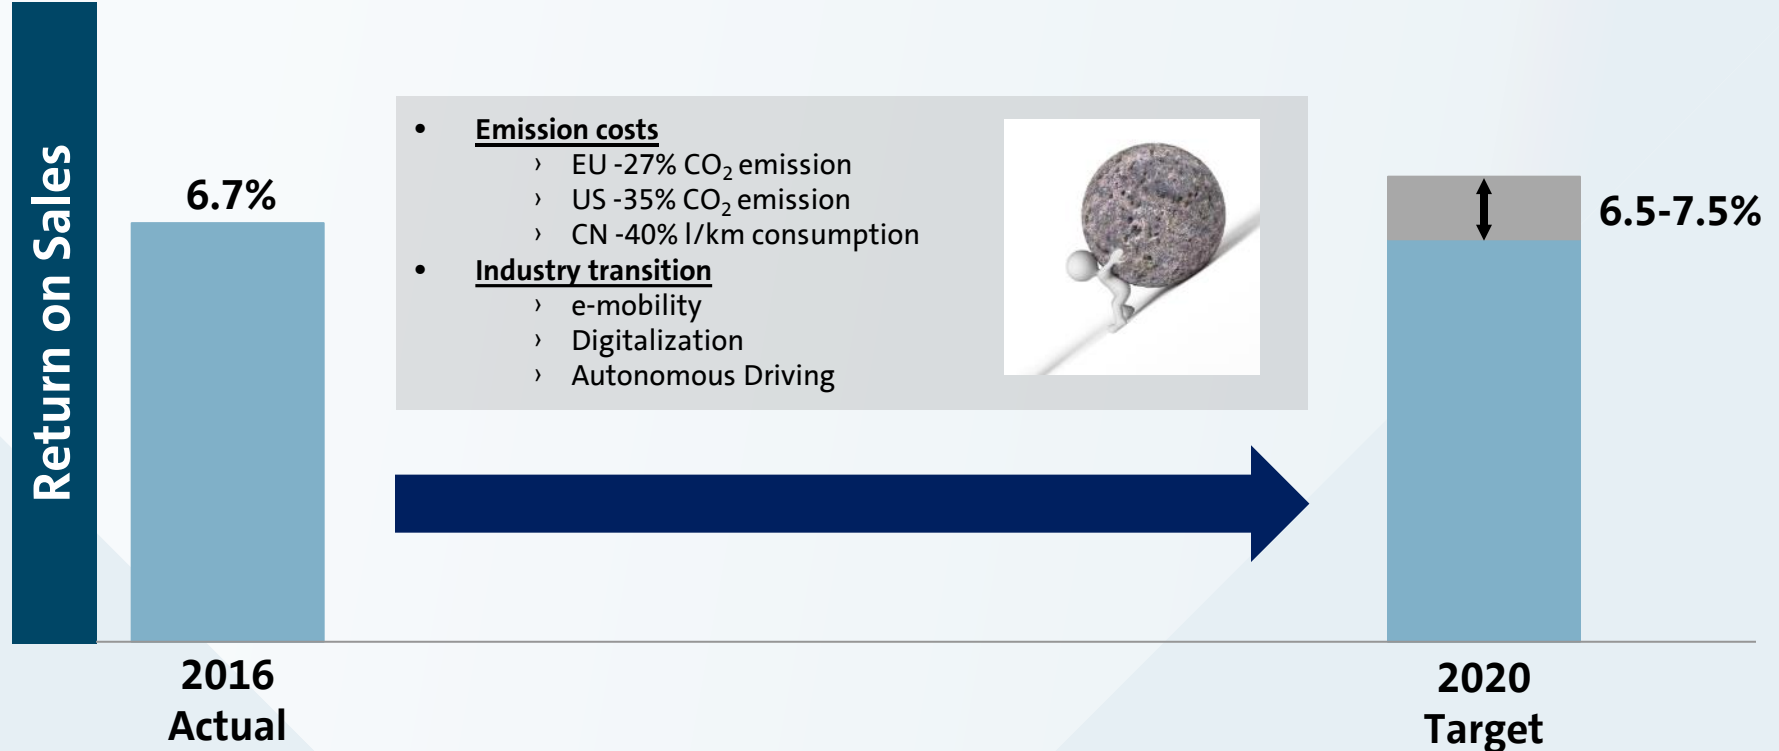 Return on Sales
6.7%
• Emission costs
› EU -27% CO₂ emission
› US -35% CO₂ emission
› CN -40% l/km consumption
• Industry transition
› e-mobility
› Digitalization
› Autonomous Driving
6.5-7.5%
2016
Actual
2020
Target